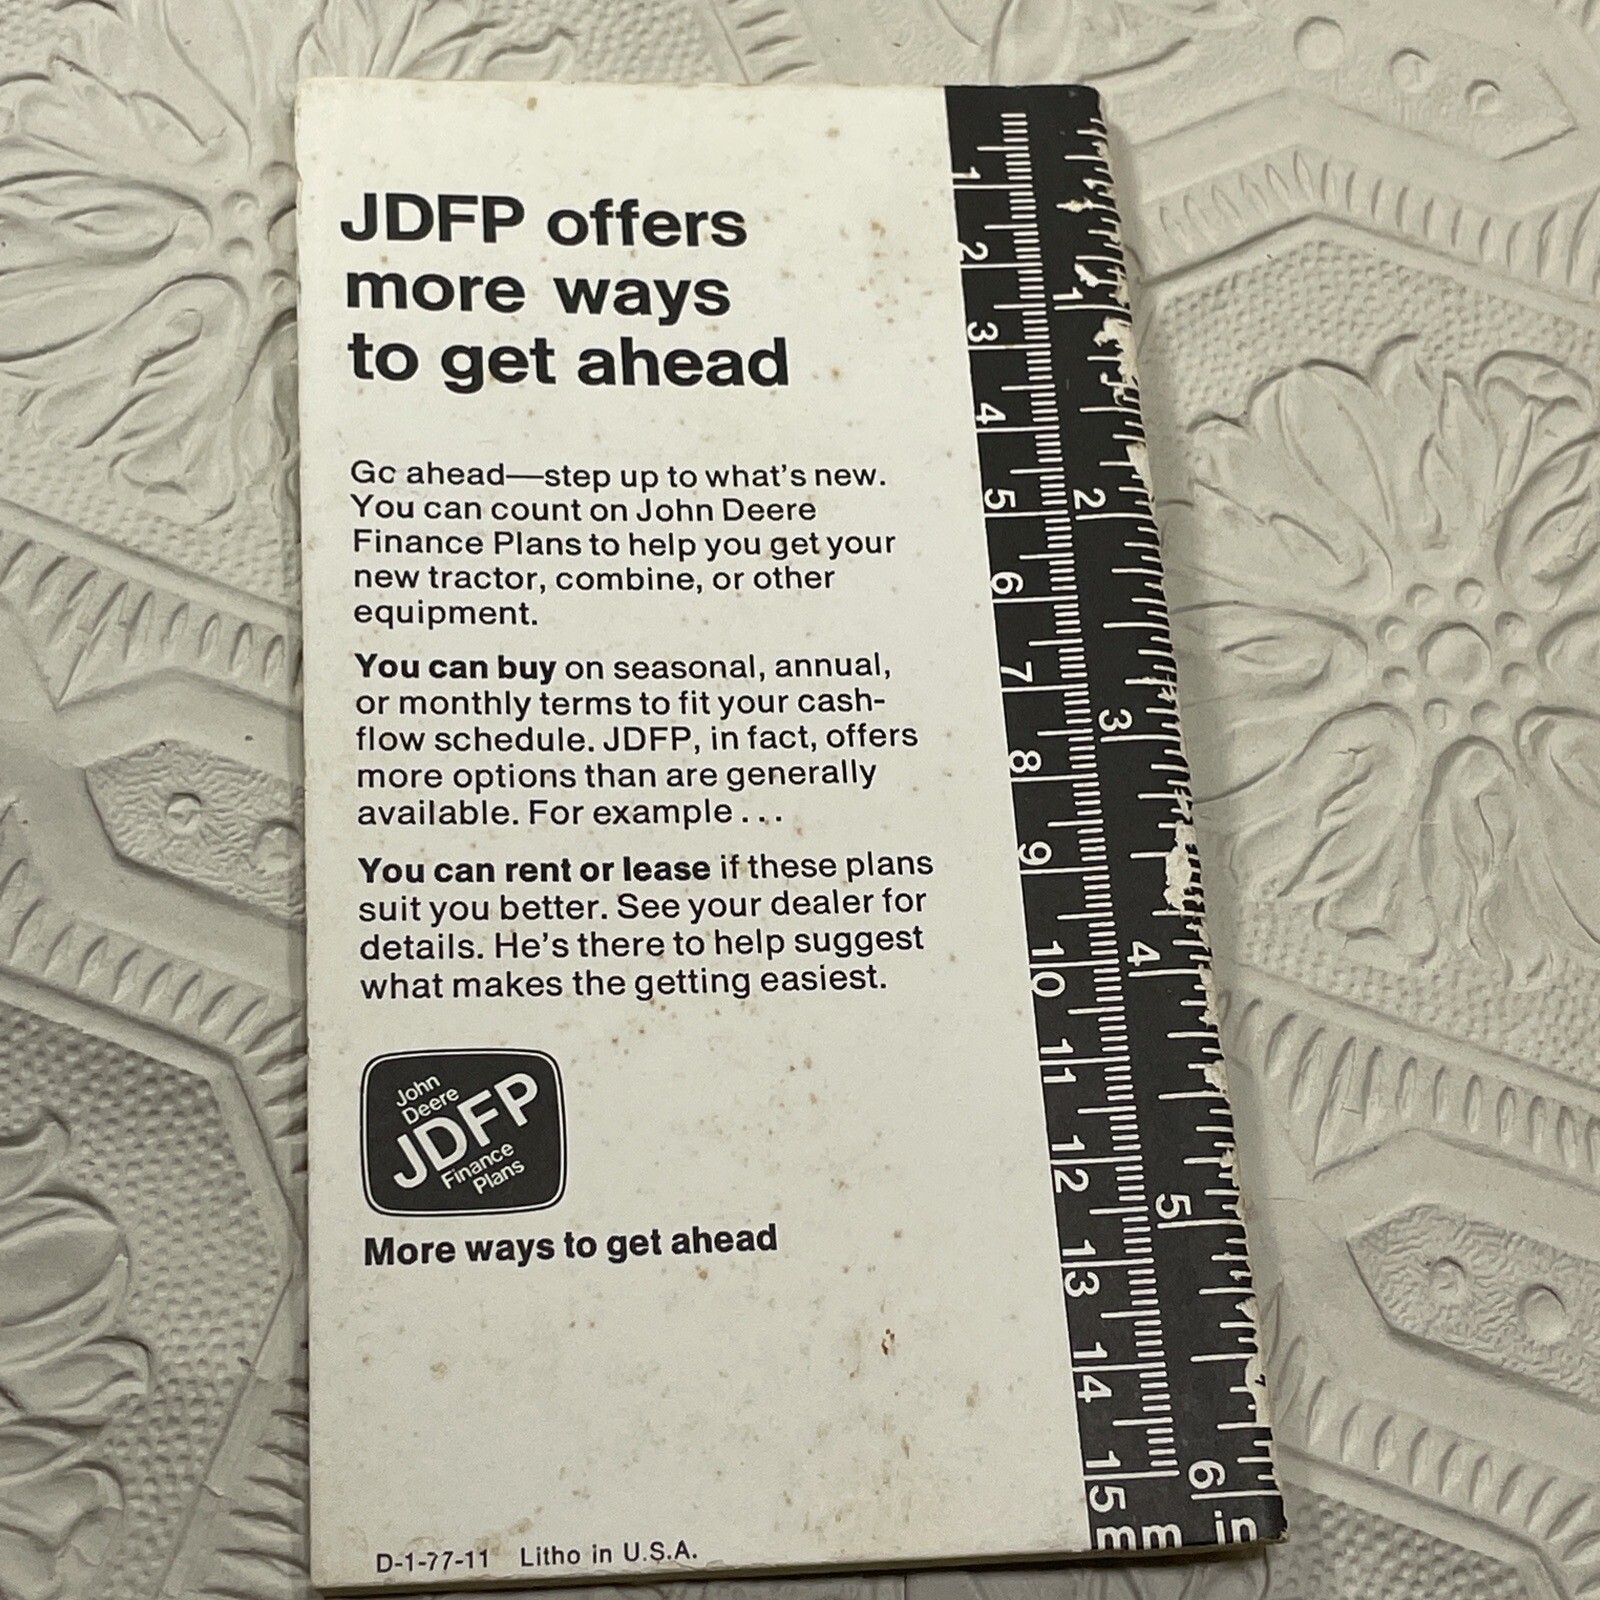 JDFP offers
more ways
to get ahead
Gc ahead—step up to what's new.
You can count on John Deere
Finance Plans to help you get your
new tractor, combine, or other
equipment.
You can buy on seasonal, annual,
or monthly terms to fit your cash-
flow schedule. JDFP, in fact, offers
more options than are generally
available. For example . . .
You can rent or lease if these plans
suit you better. See your dealer for
details. He's there to help suggest
what makes the getting easiest.
John
Deere
JDFP
Finance
Plans
More ways to get ahead
D-1-77-11 Litho in U.S.A.
1 2 3 4 5 6 7 8 9 10 11 12 13 14 15 mm
1 2 3 4 5 6 in